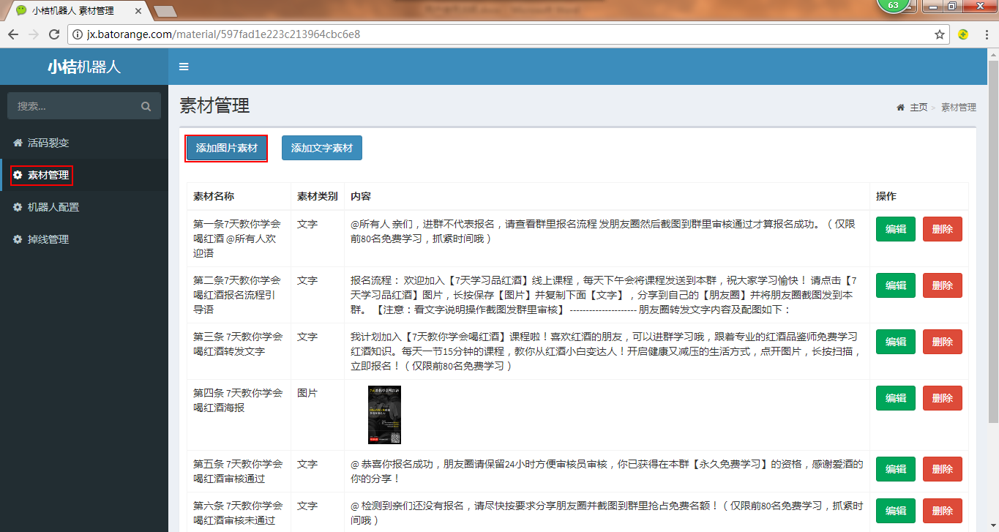 小桔机器人 素材管理
63
jx.batorange.com/material/597fad1e223c213964cbc6e8
小桔机器人
搜索...
活码裂变
素材管理
机器人配置
掉线管理
素材管理
主页 > 素材管理
添加图片素材 添加文字素材
素材名称 素材类别 内容 操作
第一条7天教你学会
喝红酒 @所有人欢
迎语
文字
@所有人 亲们，进群不代表报名，请查看群里报名流程 发朋友圈然后截图到群里审核通过才算报名成功。（ 仅限
前80名免费学习，抓紧时间哦 ）
编辑 删除
第二条7天教你学会
喝红酒报名流程引
导语
文字
报名流程： 欢迎加入【7天学习品红酒】线上课程，每天下午会将课程发送到本群，祝大家学习愉快！ 请点击【7
天学习品红酒】图片，长按保存【图片】并复制下面【文字】，分享到自己的【朋友圈】并将朋友圈截图发到本
群。 【注意：看文字说明操作截图发群里审核】 --------------------- 朋友圈转发文字内容及配图如下：
编辑 删除
第三条 7天教你学会
喝红酒转发文字
文字
我计划加入【7天教你学会喝红酒】课程啦！喜欢红酒的朋友，可以进群学习哦，跟着专业的红酒品鉴师免费学习
红酒知识。每天一节15分钟的课程，教你从红酒小白变达人！开启健康又减压的生活方式，点开图片，长按扫描，
立即报名！（ 仅限前80名免费学习 ）
编辑 删除
第四条 7天教你学会
喝红酒海报
图片
7天教你学会喝红酒
编辑 删除
第五条 7天教你学会
喝红酒审核通过
文字
@ 恭喜你报名成功，朋友圈请保留24小时方便审核员审核，你已获得在本群【永久免费学习】的资格，感谢爱酒的
你的分享！
编辑 删除
第六条 7天教你学会
喝红酒审核未通过
文字
@ 检测到亲们还没有报名，请尽快按要求分享朋友圈并截图到群里抢占免费名额！（ 仅限前80名免费学习，抓紧时
间哦 ）
编辑 删除